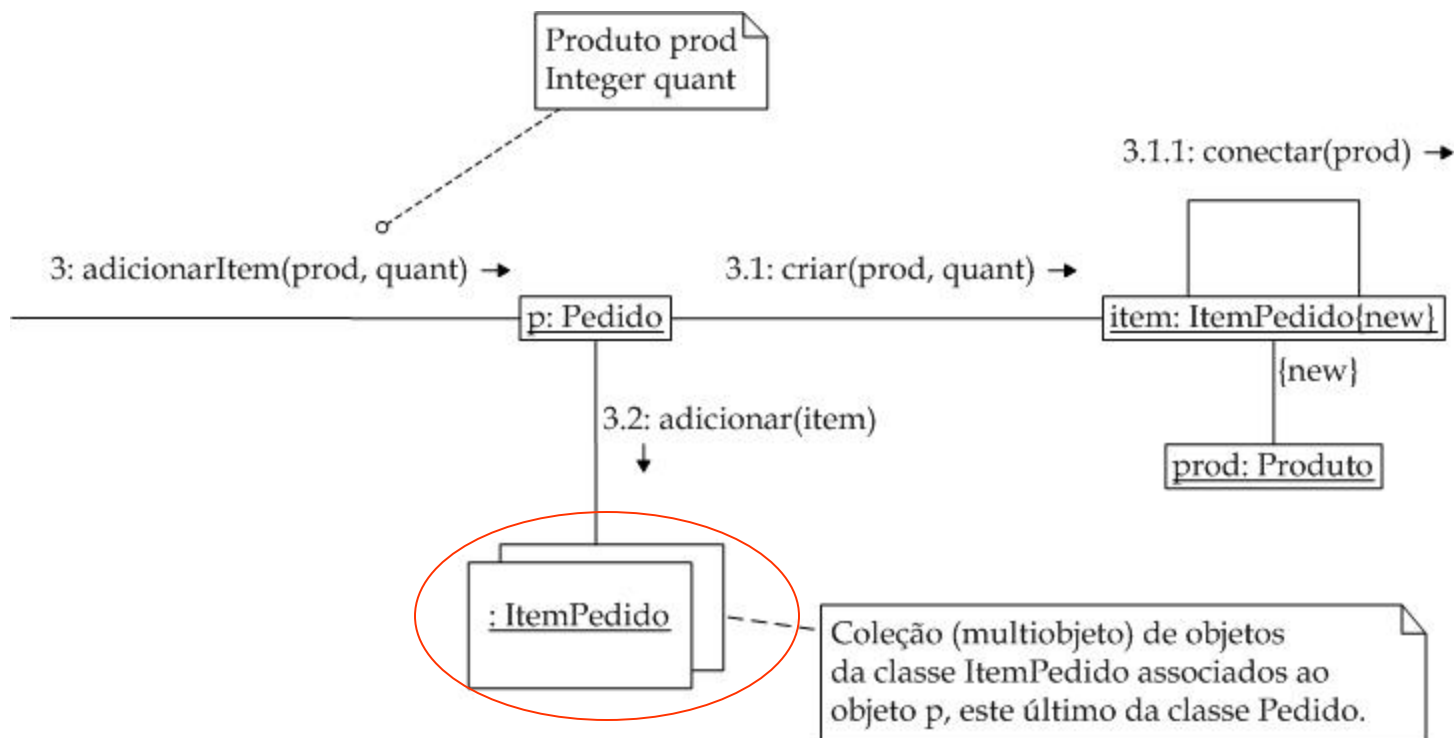 Produto prod
Integer quant
3.1.1: conectar(prod)
3: adicionarItem(prod, quant)
3.1: criar(prod, quant)
p: Pedido
item: ItemPedido{new}
{new}
3.2: adicionar(item)
prod: Produto
: ItemPedido
Coleção (multiobjeto) de objetos
da classe ItemPedido associados ao
objeto p, este último da classe Pedido.